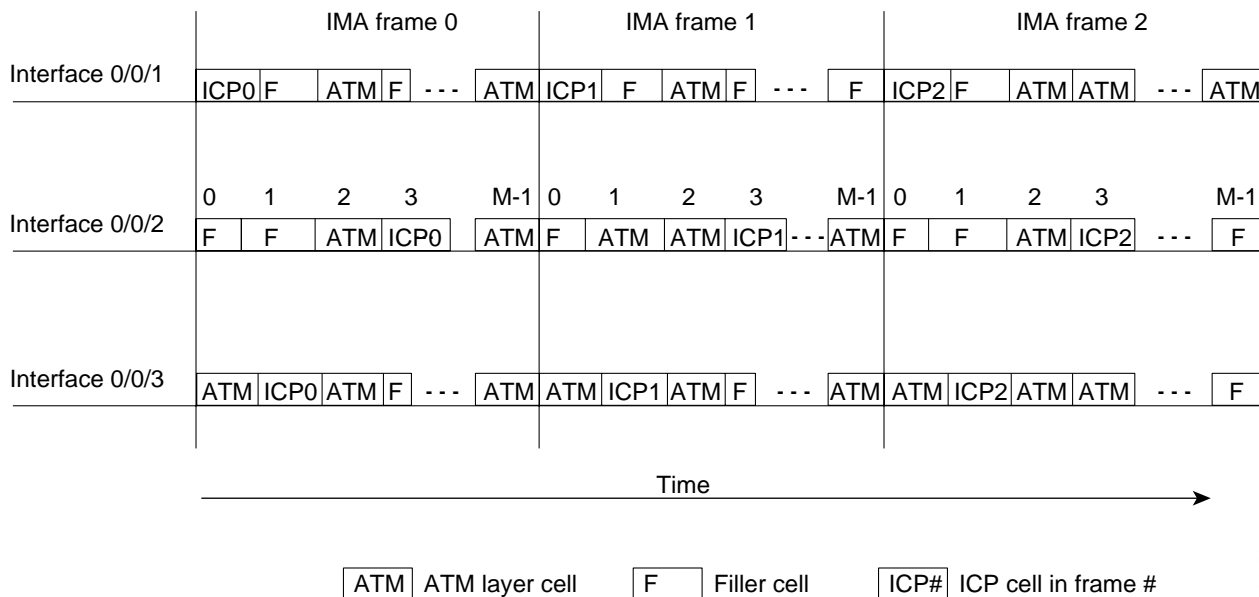 IMA frame 0 IMA frame 1 IMA frame 2
Interface 0/0/1
ICP0 F ATM F - - - ATM ICP1 F ATM F - - - F ICP2 F ATM ATM - - - ATM
0 1 2 3 M-1 0 1 2 3 M-1 0 1 2 3 M-1
Interface 0/0/2
F F ATM ICP0 ATM F ATM ATM ICP1 - - - ATM F F ATM ICP2 - - - F
Interface 0/0/3
ATM ICP0 ATM F - - - ATM ATM ICP1 ATM F - - - ATM ATM ICP2 ATM ATM - - - F
Time
ATM ATM layer cell F Filler cell ICP# ICP cell in frame #